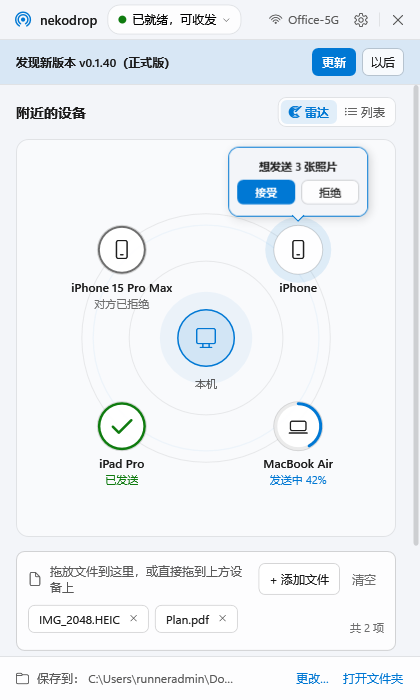 nekodrop
已就绪，可收发
Office-5G
发现新版本 v0.1.40（正式版）
更新
以后
附近的设备
雷达
列表
想发送 3 张照片
接受
拒绝
iPhone 15 Pro Max
对方已拒绝
iPhone
本机
iPad Pro
已发送
MacBook Air
发送中 42%
拖放文件到这里，或直接拖到上方设
备上
+ 添加文件
清空
IMG_2048.HEIC ×
Plan.pdf ×
共 2 项
保存到： C:\Users\runneradmin\Do...
更改...
打开文件夹